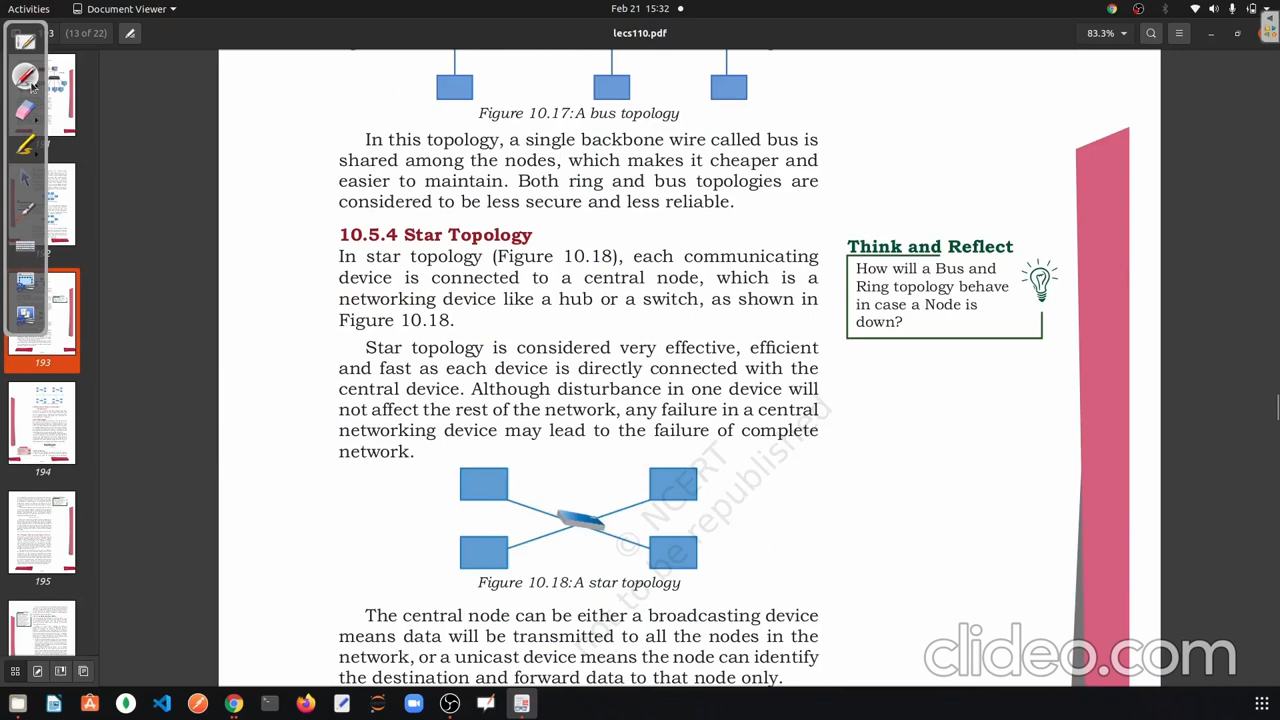 Activities
Document Viewer
Feb 21 15:32
(13 of 22)
lecs110.pdf
83.3%
Figure 10.17: A bus topology
In this topology, a single backbone wire called bus is
shared among the nodes, which makes it cheaper and
easier to maintain. Both ring and bus topologies are
considered to be less secure and less reliable.
10.5.4 Star Topology
In star topology (Figure 10.18), each communicating
device is connected to a central node, which is a
networking device like a hub or a switch, as shown in
Figure 10.18.
Star topology is considered very effective, efficient
and fast as each device is directly connected with the
central device. Although disturbance in one device will
not affect the rest of the network, any failure in a central
networking device may lead to the failure of complete
network.
Figure 10.18: A star topology
The central node can be either a broadcasting device
means data will be transmitted to all the nodes in the
network, or a unicast device means the node can identify
the destination and forward data to that node only.
Think and Reflect
How will a Bus and
Ring topology behave
in case a Node is
down?
© NCERT
not to be republished
192
193
194
195
clideo.com